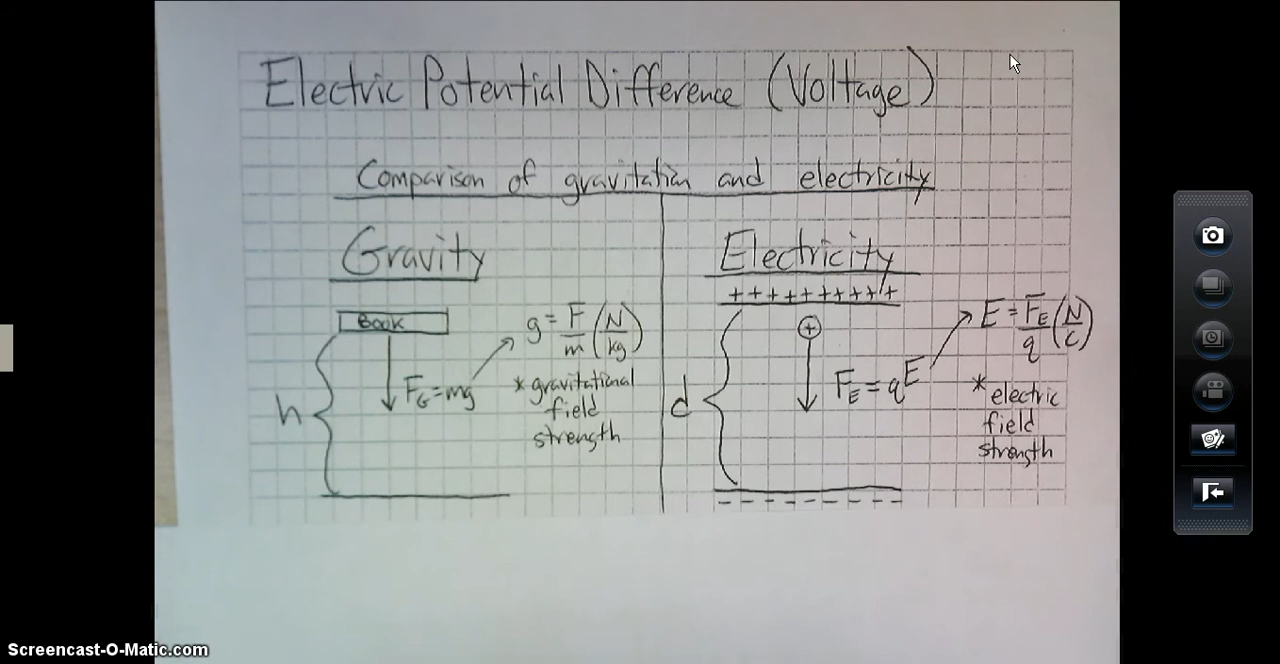 Electric Potential Difference (Voltage)
Comparison of gravitation and electricity
Gravity
Book
h
F_G = mg
g = F/m (N/kg)
* gravitational
field
strength
Electricity
+ + + + + + + + +
+
d
F_E = qE
E = F_E/q (N/C)
* electric
field
strength
- - - - - - - - -
Screencast-O-Matic.com